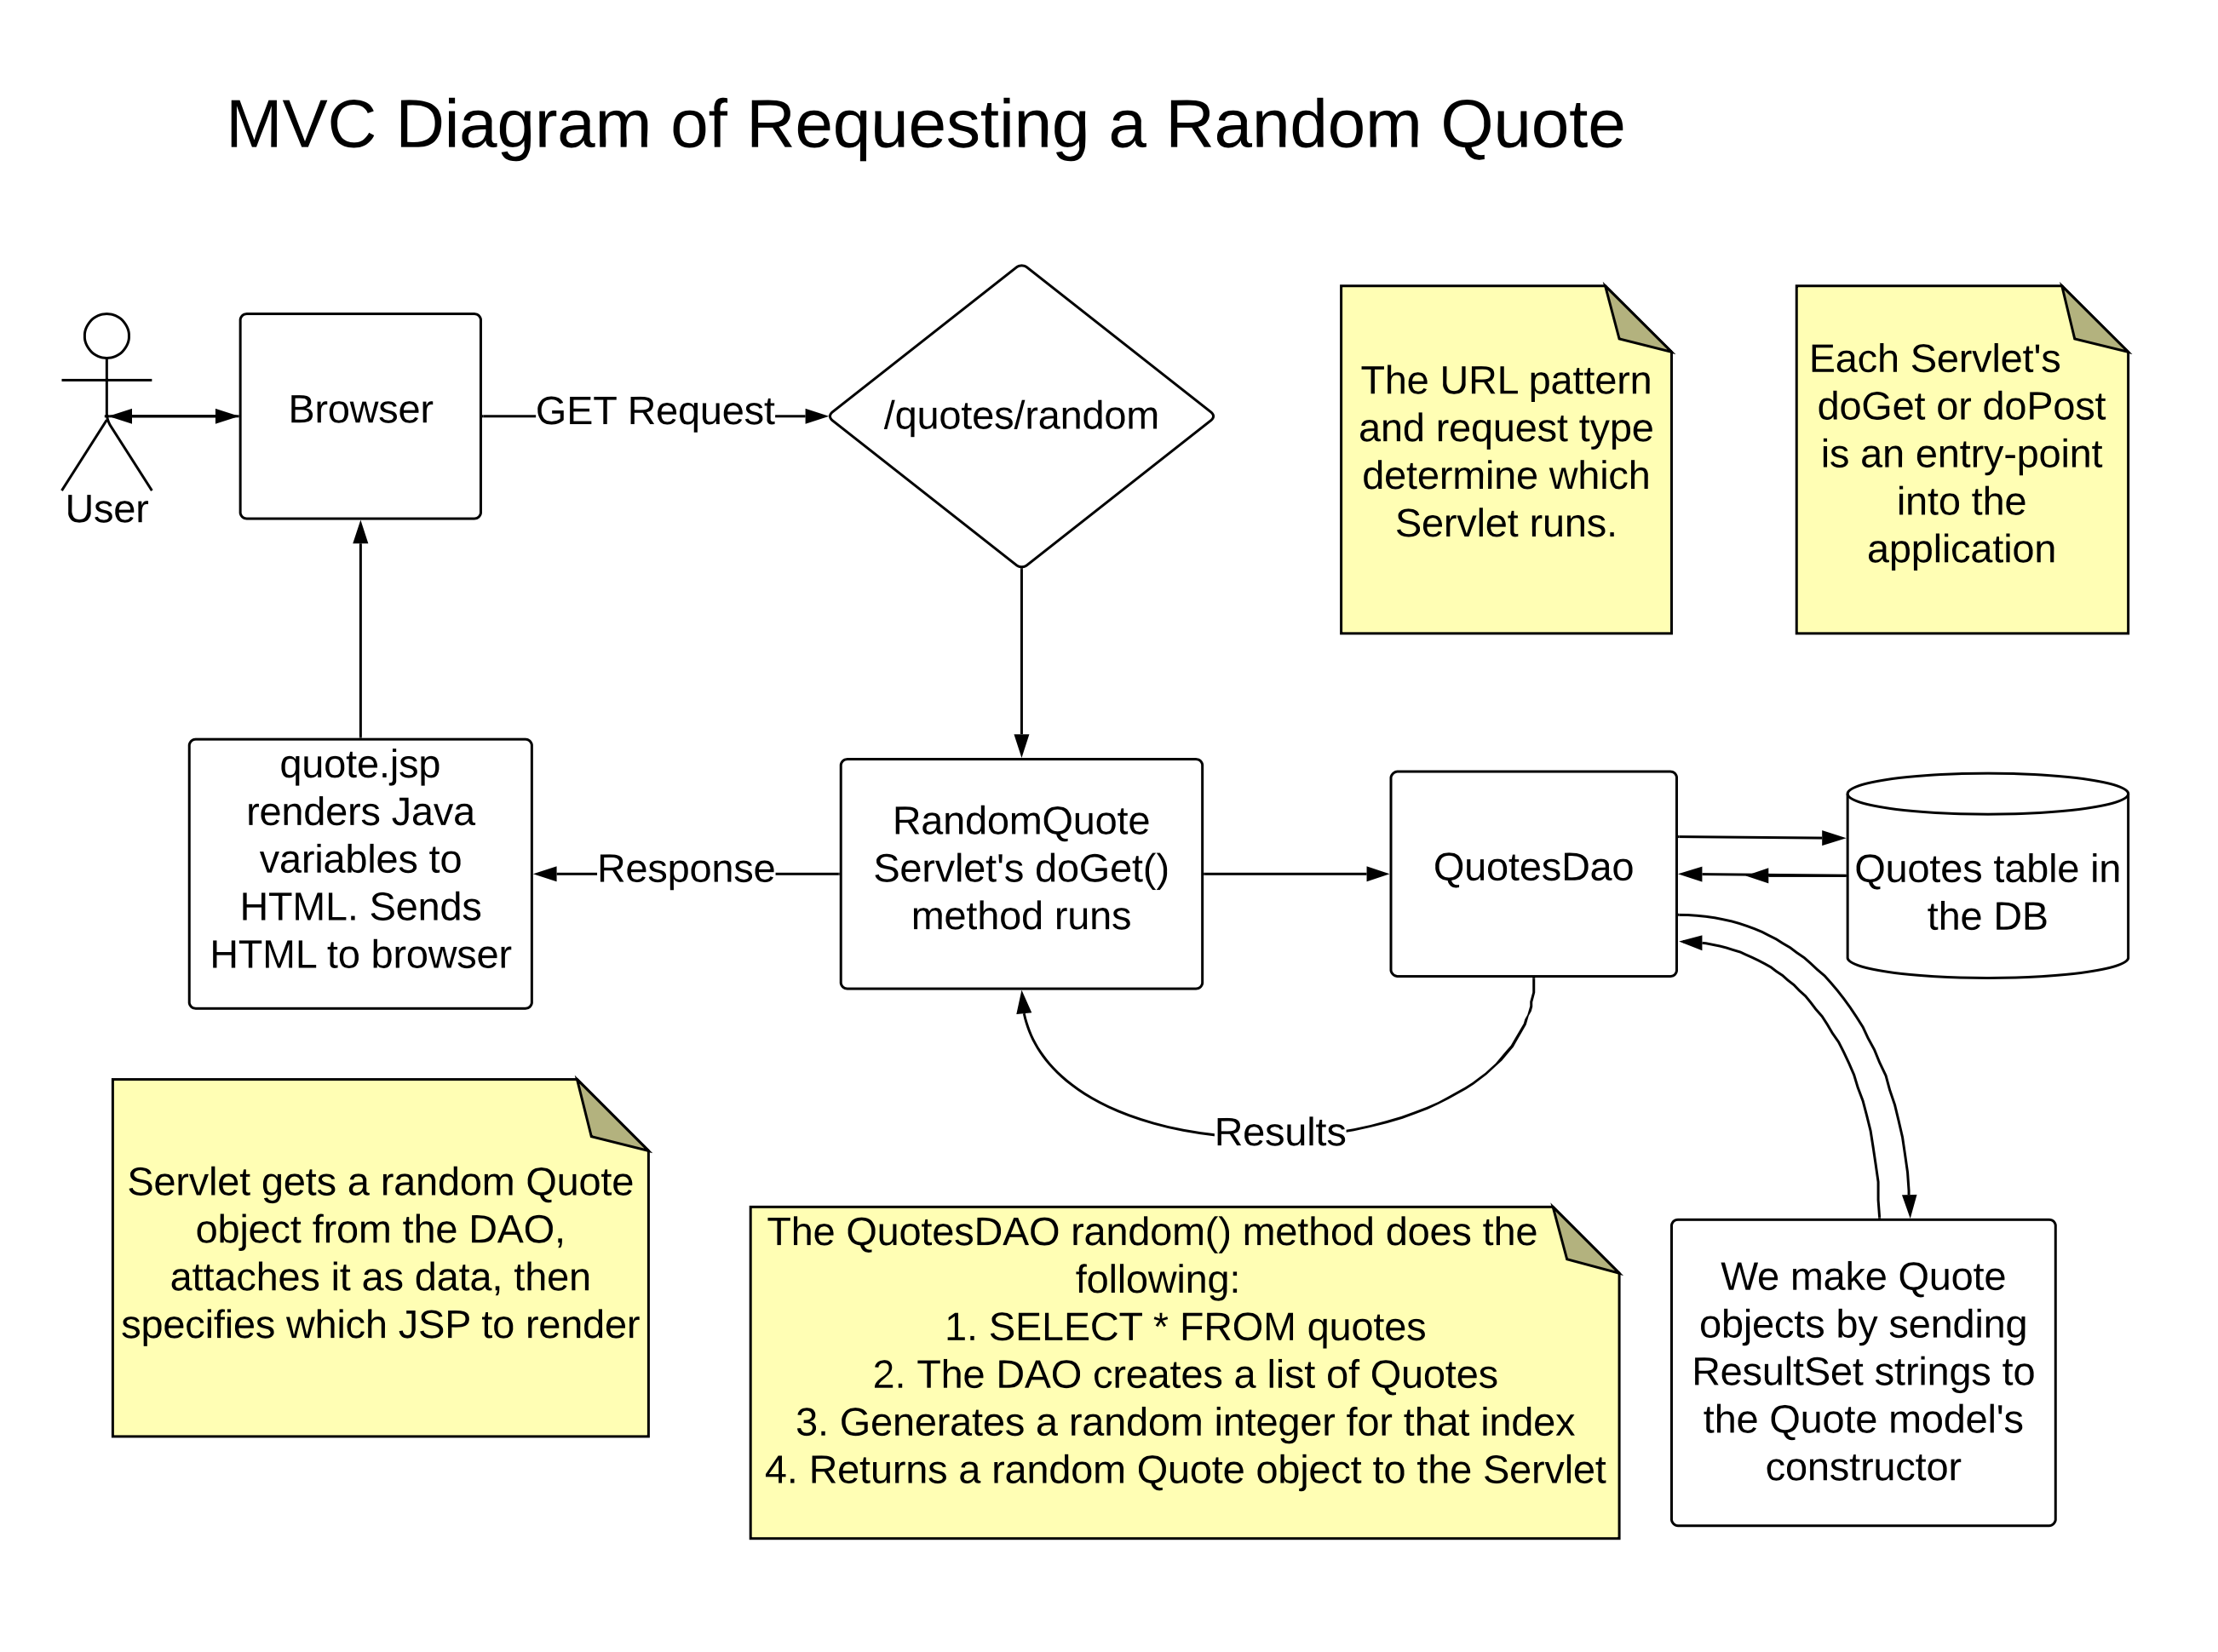 MVC Diagram of Requesting a Random Quote
User
Browser
GET Request
/quotes/random
The URL pattern
and request type
determine which
Servlet runs.
Each Servlet's
doGet or doPost
is an entry-point
into the
application
quote.jsp
renders Java
variables to
HTML. Sends
HTML to browser
Response
RandomQuote
Servlet's doGet()
method runs
QuotesDao
Quotes table in
the DB
Results
Servlet gets a random Quote
object from the DAO,
attaches it as data, then
specifies which JSP to render
The QuotesDAO random() method does the
following:
1. SELECT * FROM quotes
2. The DAO creates a list of Quotes
3. Generates a random integer for that index
4. Returns a random Quote object to the Servlet
We make Quote
objects by sending
ResultSet strings to
the Quote model's
constructor